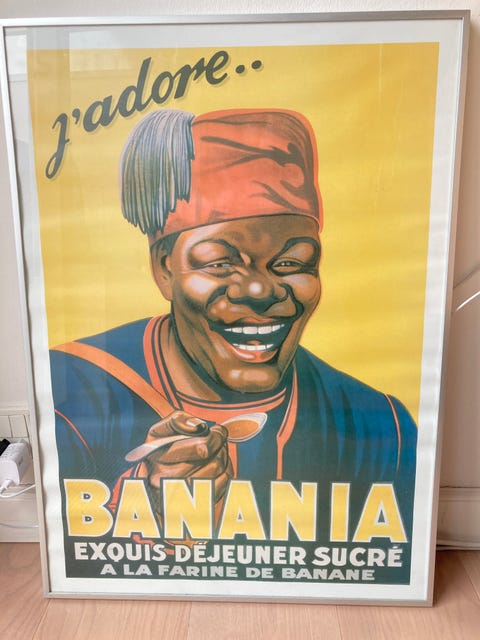 j'adore..
BANANIA
EXQUIS DÉJEUNER SUCRÉ
A LA FARINE DE BANANE